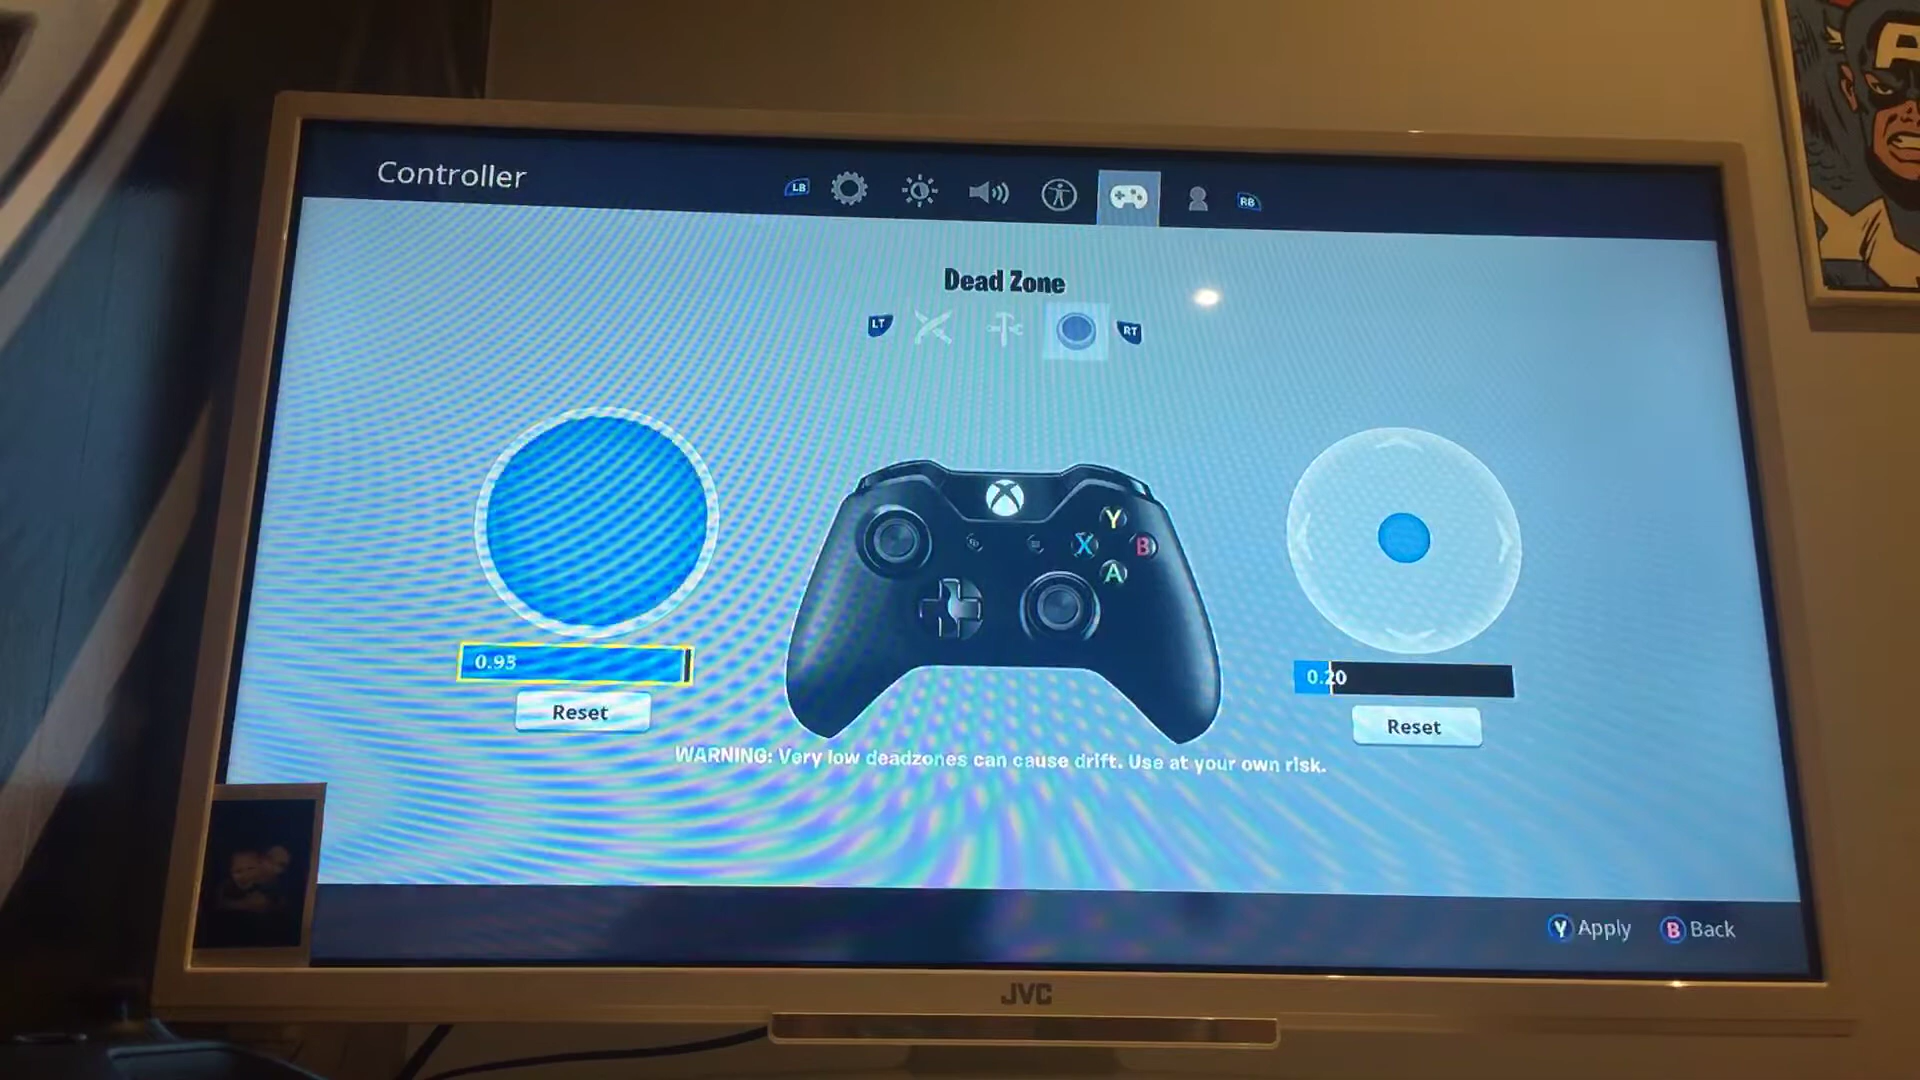 Controller
LB
RB
Dead Zone
LT
RT
Y
X
B
A
0.93
0.20
Reset
Reset
WARNING: Very low deadzones can cause drift. Use at your own risk.
Y Apply
B Back
JVC
A